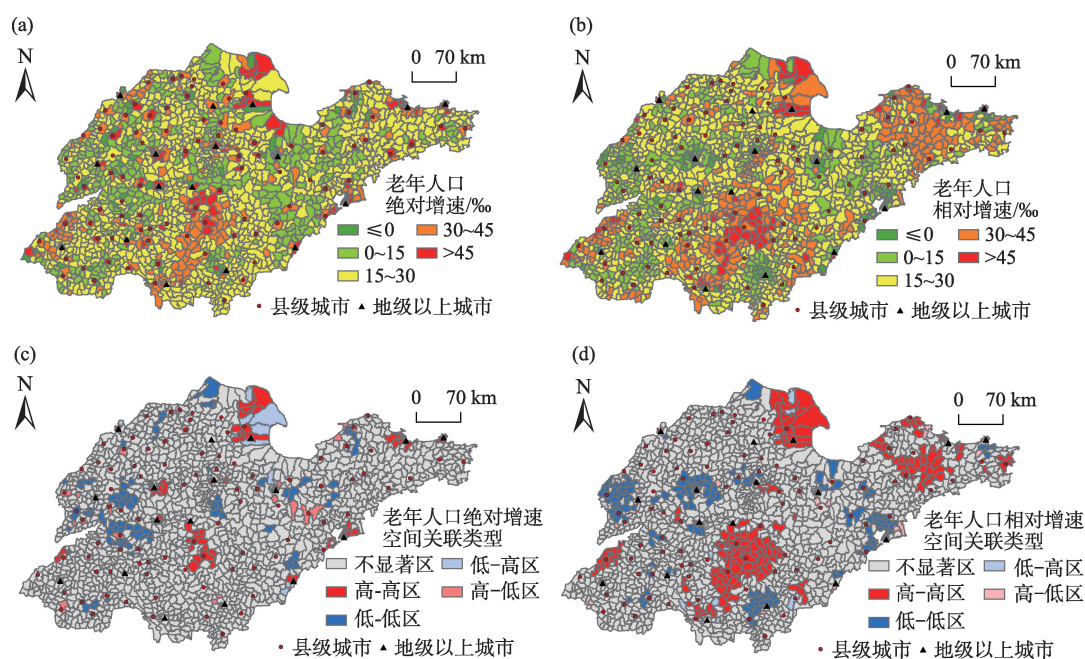 (a)
N
0 70 km
老年人口
绝对增速/‰
≤0
30~45
0~15
>45
15~30
县级城市
地级以上城市
(b)
N
0 70 km
老年人口
相对增速/‰
≤0
30~45
0~15
>45
15~30
县级城市
地级以上城市
(c)
N
0 70 km
老年人口绝对增速
空间关联类型
不显著区
低-高区
高-高区
高-低区
低-低区
县级城市
地级以上城市
(d)
N
0 70 km
老年人口相对增速
空间关联类型
不显著区
低-高区
高-高区
高-低区
低-低区
县级城市
地级以上城市